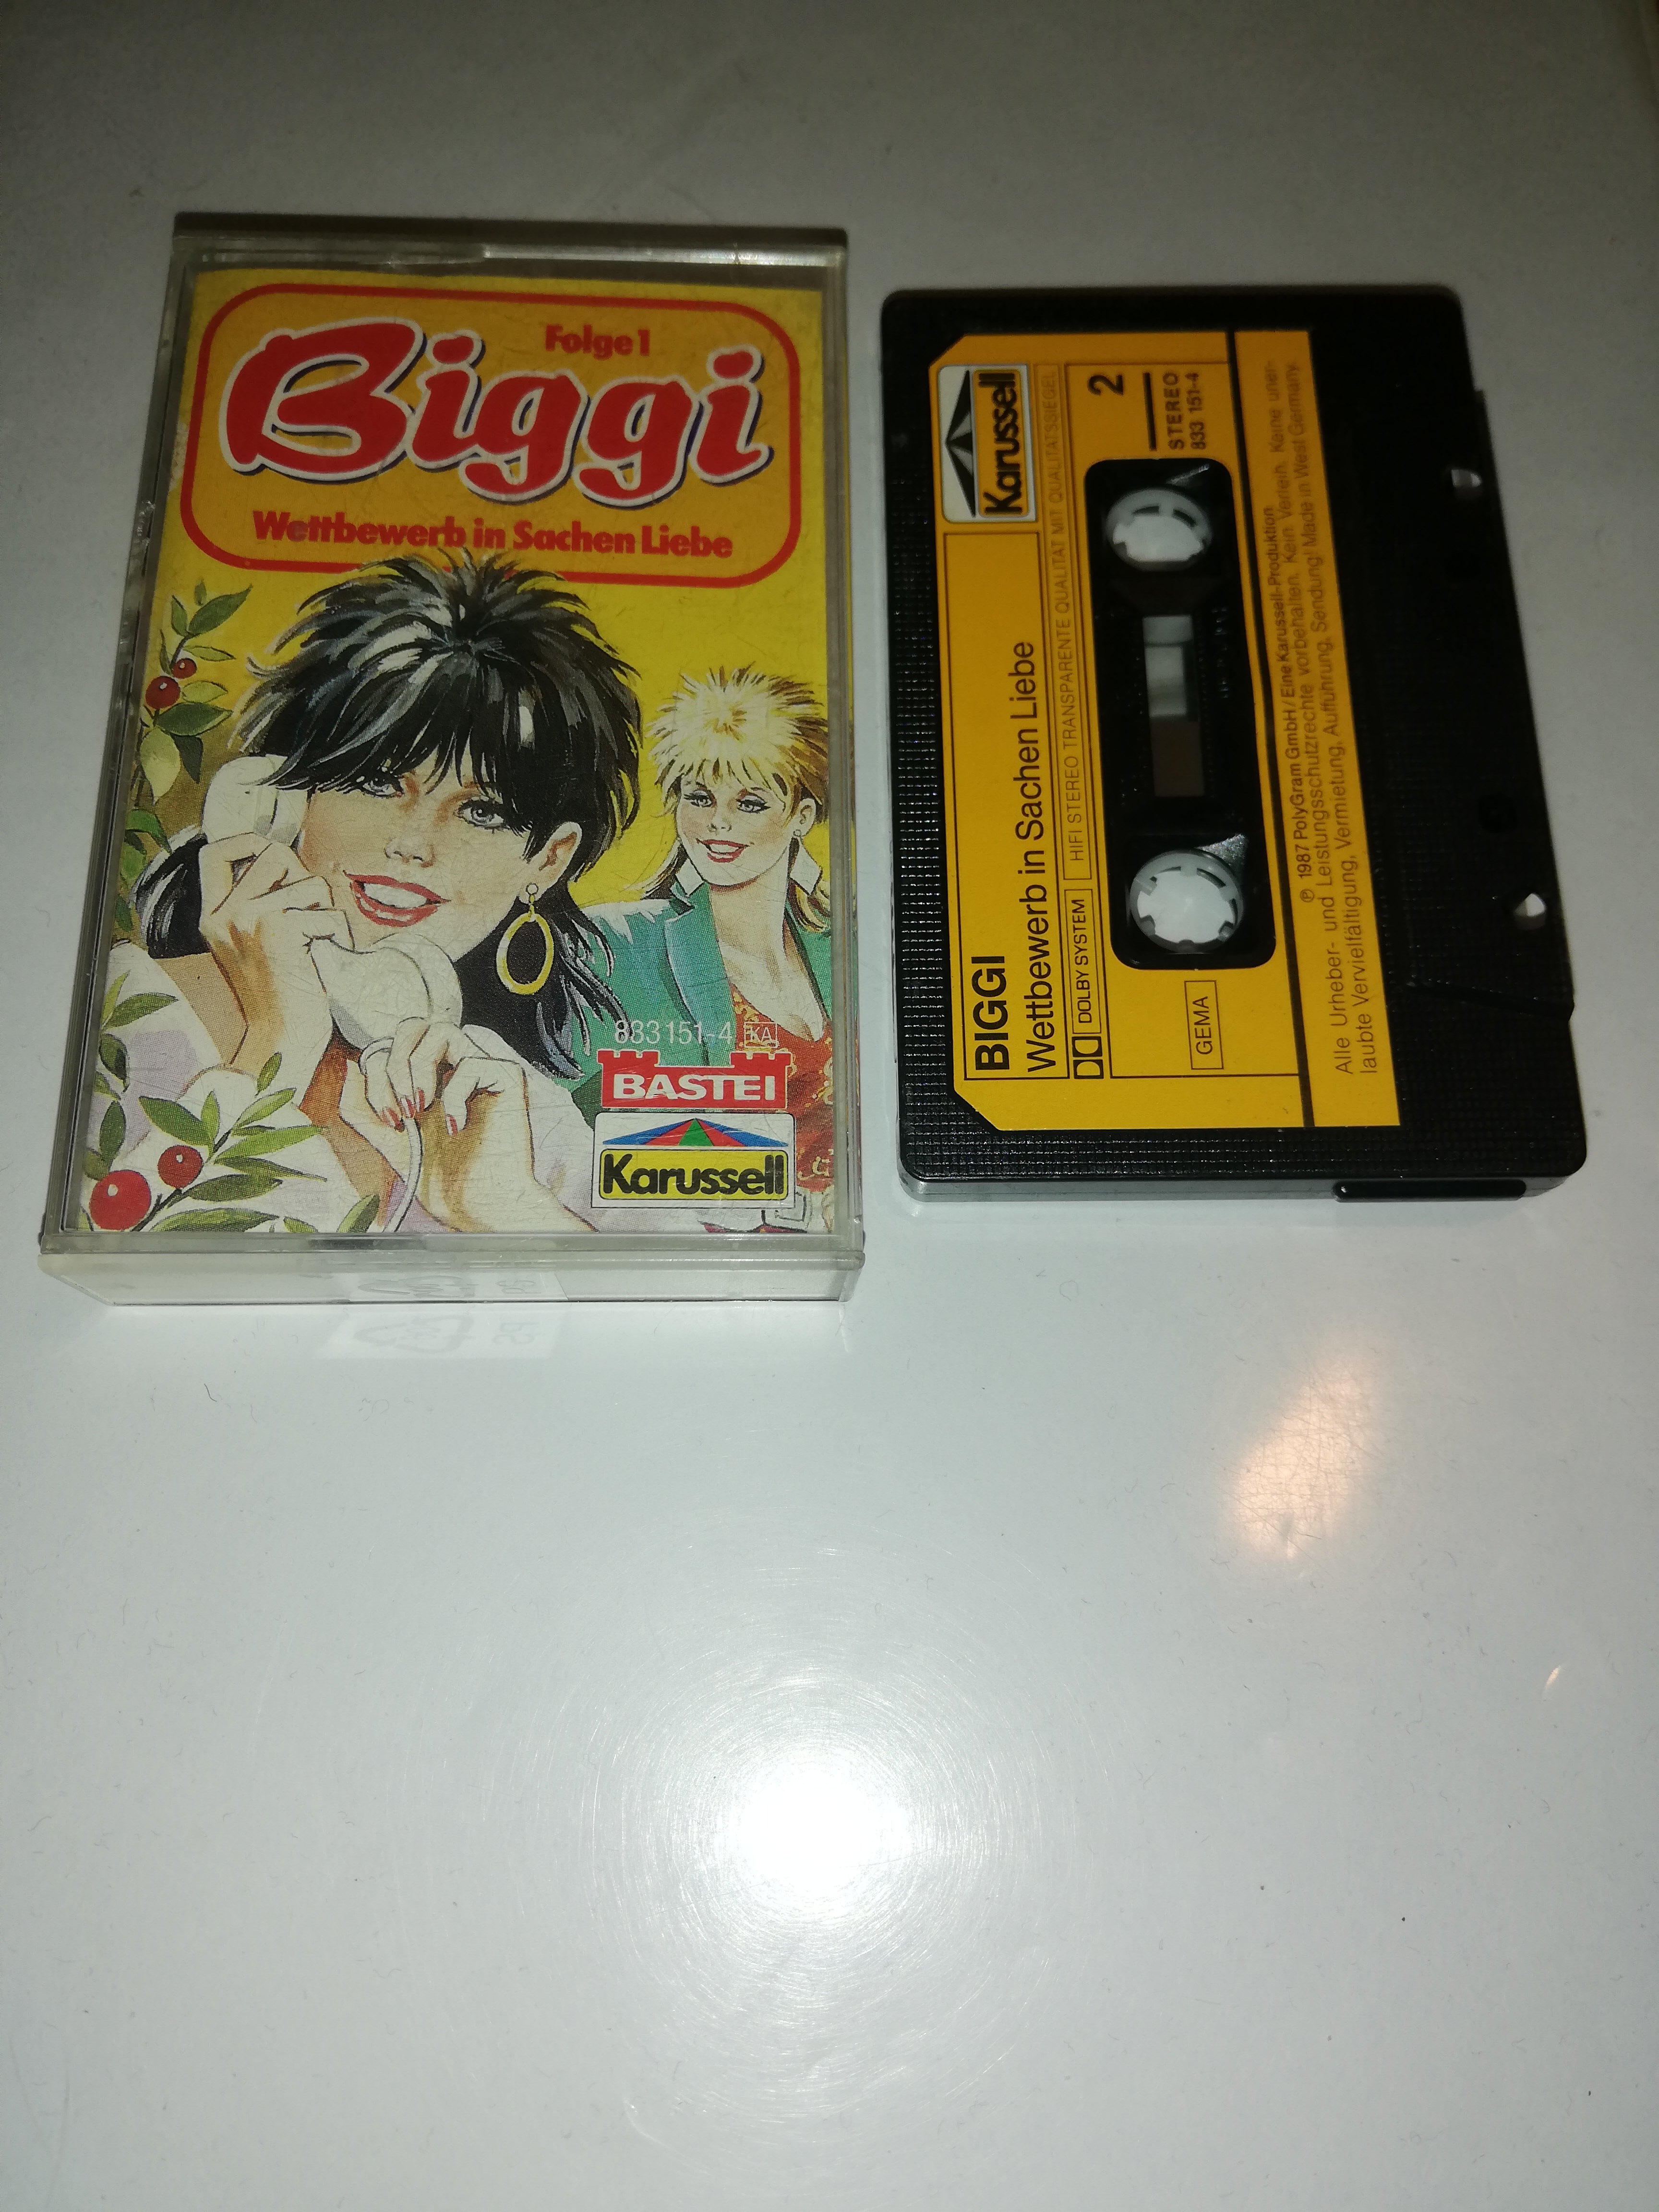 Folge 1
Biggi
Wettbewerb in Sachen Liebe
833 151-4 KA
BASTEI
Karussell
Karussell
BIGGI
Wettbewerb in Sachen Liebe
DOLBY SYSTEM
HIFI STEREO TRANSPARENTE QUALITÄT MIT QUALITÄTSSIEGEL
2
STEREO
833 151-4
GEMA
℗ 1987 PolyGram GmbH/Eine Karussell-Produktion
Alle Urheber- und Leistungsschutzrechte vorbehalten. Kein Verleih. Keine uner-
laubte Vervielfältigung, Vermietung, Aufführung, Sendung! Made in West Germany.